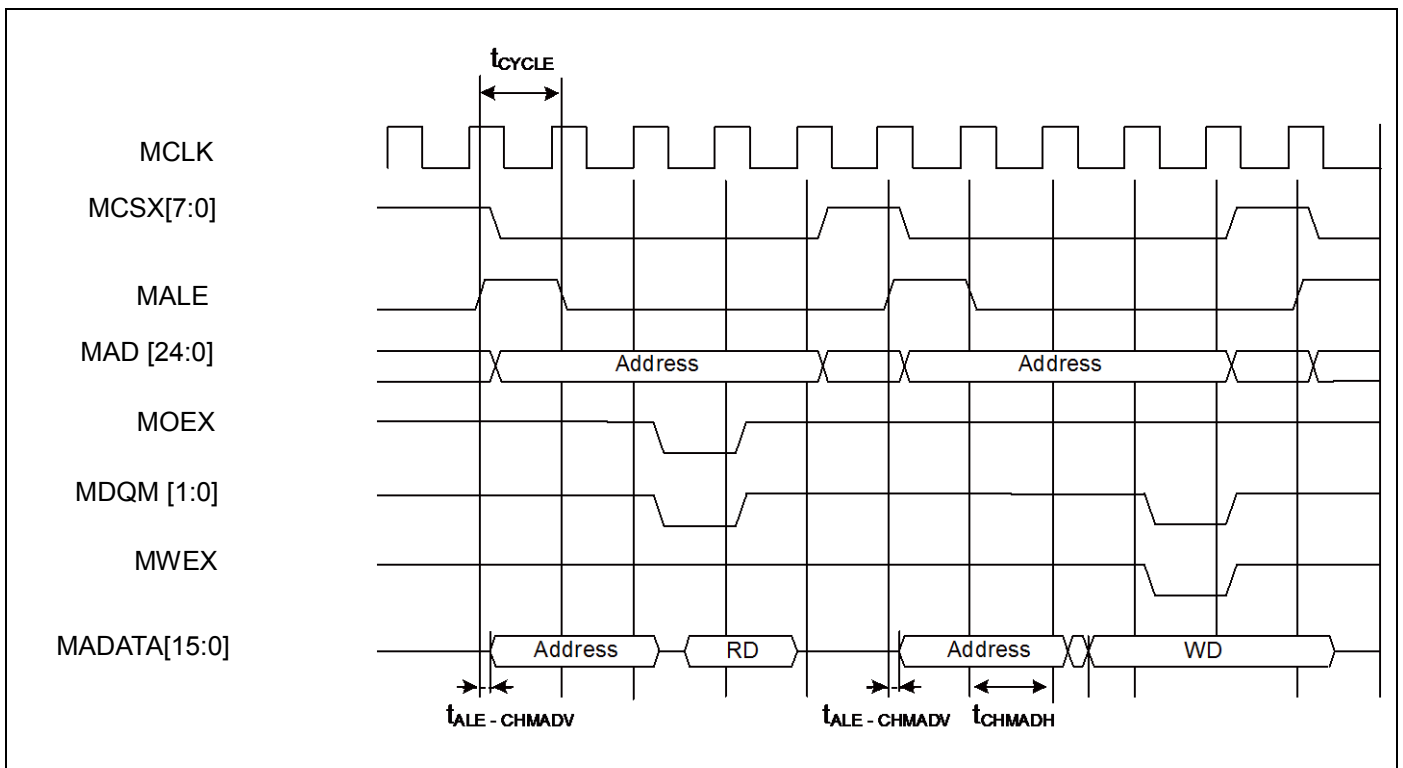 tCYCLE
MCLK
MCSX[7:0]
MALE
MAD [24:0]
Address
Address
MOEX
MDQM [1:0]
MWEX
MADATA[15:0]
Address
RD
Address
WD
tALE - CHMADV
tALE - CHMADV
tCHMADH